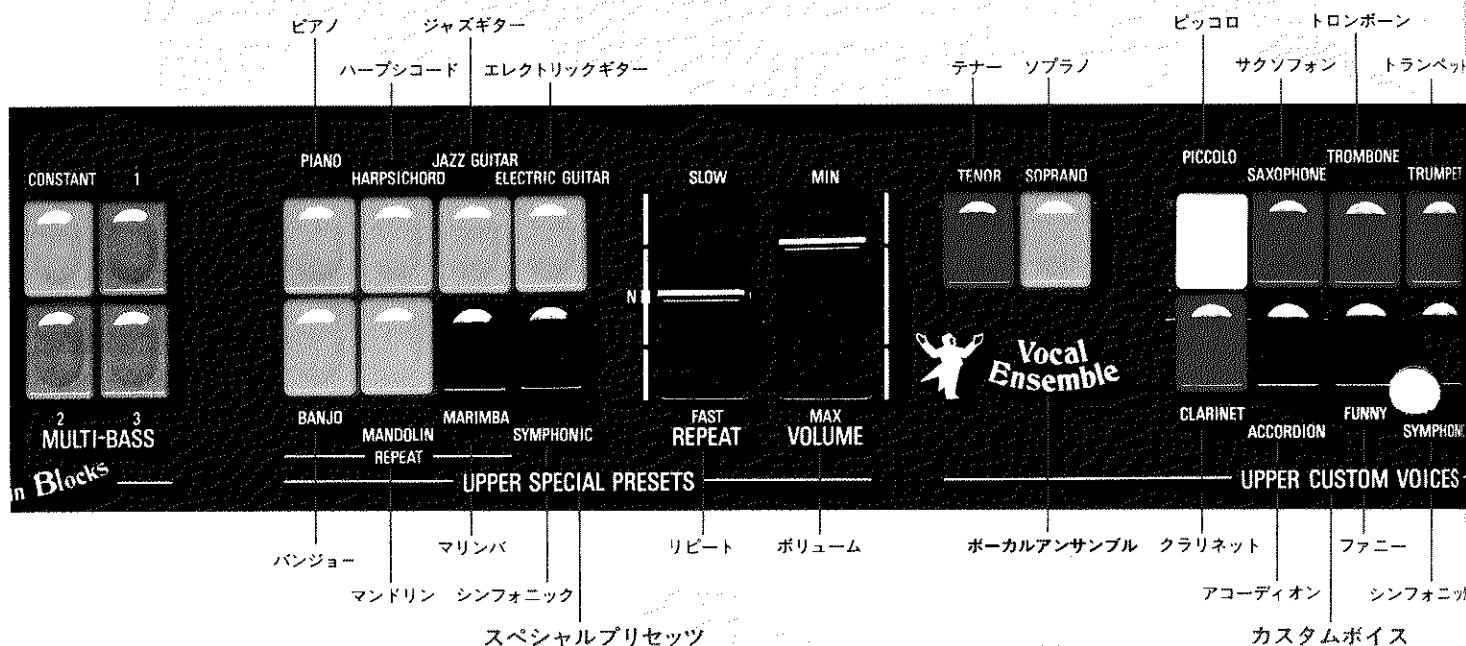 ピアノ ジャズギター ピッコロ トロンボーン
ハープシコード エレクトリックギター テナー ソプラノ サクソフォン トランペット
PIANO JAZZ GUITAR PICCOLO TROMBONE
CONSTANT 1 HARPSICHORD ELECTRIC GUITAR SLOW MIN TENOR SOPRANO SAXOPHONE TRUMPET
N
Vocal
Ensemble
2 3 BANJO MARIMBA FAST MAX CLARINET FUNNY
MULTI-BASS MANDOLIN SYMPHONIC REPEAT VOLUME ACCORDION SYMPHONIC
REPEAT
n Blocks UPPER SPECIAL PRESETS UPPER CUSTOM VOICES
バンジョー マリンバ リピート ボリューム ボーカルアンサンブル クラリネット ファニー
マンドリン シンフォニック アコーディオン シンフォニッ
スペシャルプリセッツ カスタムボイス